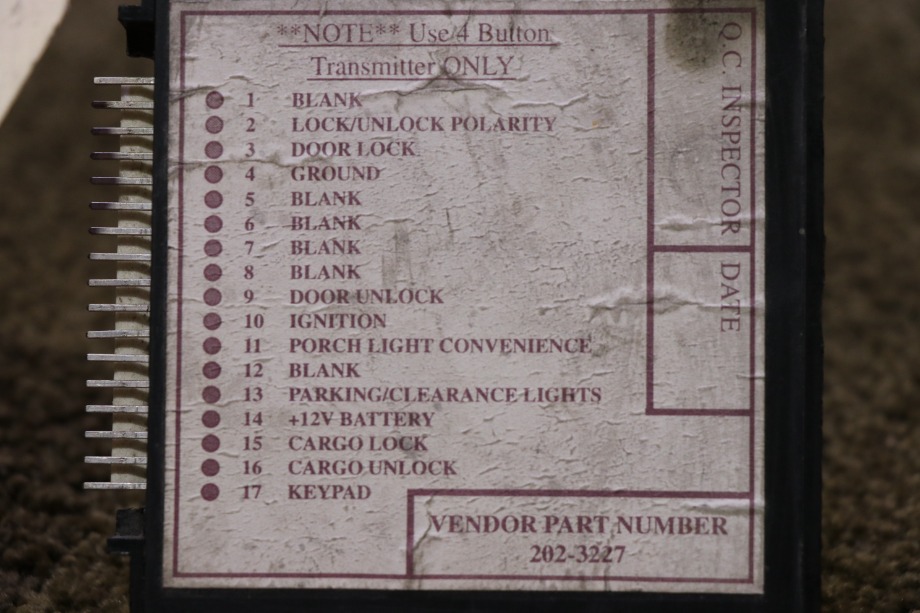 **NOTE** Use 4 Button
Transmitter ONLY
1 BLANK
2 LOCK/UNLOCK POLARITY
3 DOOR LOCK
4 GROUND
5 BLANK
6 BLANK
7 BLANK
8 BLANK
9 DOOR UNLOCK
10 IGNITION
11 PORCH LIGHT CONVENIENCE
12 BLANK
13 PARKING/CLEARANCE LIGHTS
14 +12V BATTERY
15 CARGO LOCK
16 CARGO UNLOCK
17 KEYPAD
Q.C. INSPECTOR
DATE
VENDOR PART NUMBER
202-3227